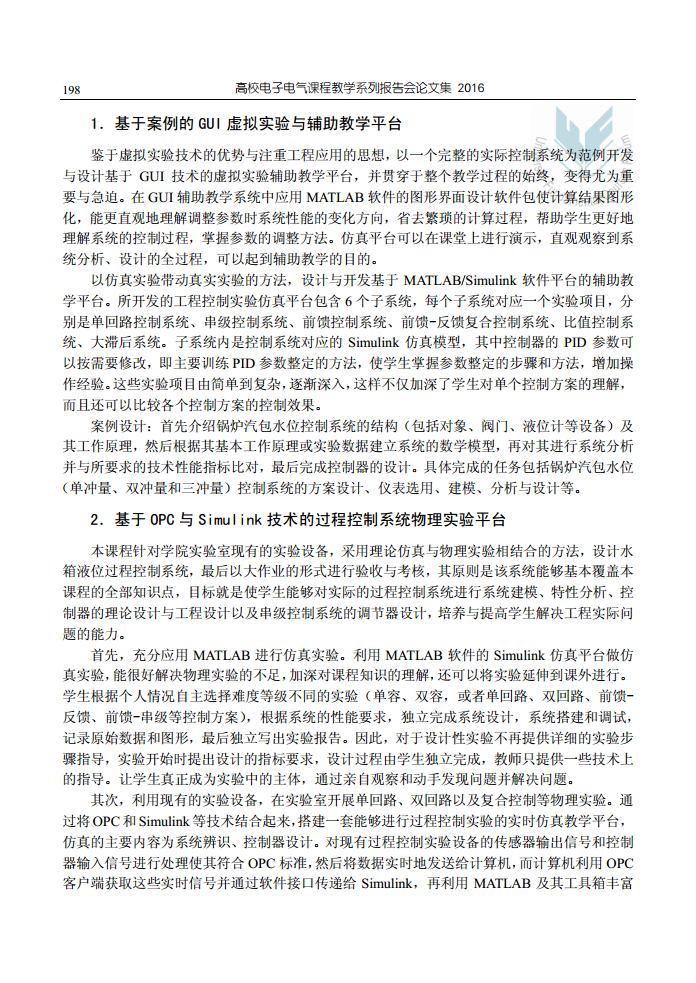 198 高校电子电气课程教学系列报告会论文集 2016
1．基于案例的 GUI 虚拟实验与辅助教学平台
鉴于虚拟实验技术的优势与注重工程应用的思想，以一个完整的实际控制系统为范例开发
与设计基于 GUI 技术的虚拟实验辅助教学平台，并贯穿于整个教学过程的始终，变得尤为重
要与急迫。在 GUI 辅助教学系统中应用 MATLAB 软件的图形界面设计软件包使计算结果图形
化，能更直观地理解调整参数时系统性能的变化方向，省去繁琐的计算过程，帮助学生更好地
理解系统的控制过程，掌握参数的调整方法。仿真平台可以在课堂上进行演示，直观观察到系
统分析、设计的全过程，可以起到辅助教学的目的。
以仿真实验带动真实实验的方法，设计与开发基于 MATLAB/Simulink 软件平台的辅助教
学平台。所开发的工程控制实验仿真平台包含 6 个子系统，每个子系统对应一个实验项目，分
别是单回路控制系统、串级控制系统、前馈控制系统、前馈-反馈复合控制系统、比值控制系
统、大滞后系统。子系统内是控制系统对应的 Simulink 仿真模型，其中控制器的 PID 参数可
以按需要修改，即主要训练 PID 参数整定的方法，使学生掌握参数整定的步骤和方法，增加操
作经验。这些实验项目由简单到复杂，逐渐深入，这样不仅加深了学生对单个控制方案的理解，
而且还可以比较各个控制方案的控制效果。
案例设计：首先介绍锅炉汽包水位控制系统的结构（包括对象、阀门、液位计等设备）及
其工作原理，然后根据其基本工作原理或实验数据建立系统的数学模型，再对其进行系统分析
并与所要求的技术性能指标比对，最后完成控制器的设计。具体完成的任务包括锅炉汽包水位
（单冲量、双冲量和三冲量）控制系统的方案设计、仪表选用、建模、分析与设计等。
2．基于 OPC 与 Simulink 技术的过程控制系统物理实验平台
本课程针对学院实验室现有的实验设备，采用理论仿真与物理实验相结合的方法，设计水
箱液位过程控制系统，最后以大作业的形式进行验收与考核，其原则是该系统能够基本覆盖本
课程的全部知识点，目标就是使学生能够对实际的过程控制系统进行系统建模、特性分析、控
制器的理论设计与工程设计以及串级控制系统的调节器设计，培养与提高学生解决工程实际问
题的能力。
首先，充分应用 MATLAB 进行仿真实验。利用 MATLAB 软件的 Simulink 仿真平台做仿
真实验，能很好解决物理实验的不足，加深对课程知识的理解，还可以将实验延伸到课外进行。
学生根据个人情况自主选择难度等级不同的实验（单容、双容，或者单回路、双回路、前馈-
反馈、前馈-串级等控制方案），根据系统的性能要求，独立完成系统设计，系统搭建和调试，
记录原始数据和图形，最后独立写出实验报告。因此，对于设计性实验不再提供详细的实验步
骤指导，实验开始时提出设计的指标要求，设计过程由学生独立完成，教师只提供一些技术上
的指导。让学生真正成为实验中的主体，通过亲自观察和动手发现问题并解决问题。
其次，利用现有的实验设备，在实验室开展单回路、双回路以及复合控制等物理实验。通
过将 OPC 和 Simulink 等技术结合起来，搭建一套能够进行过程控制实验的实时仿真教学平台，
仿真的主要内容为系统辨识、控制器设计。对现有过程控制实验设备的传感器输出信号和控制
器输入信号进行处理使其符合 OPC 标准，然后将数据实时地发送给计算机，而计算机利用 OPC
客户端获取这些实时信号并通过软件接口传递给 Simulink，再利用 MATLAB 及其工具箱丰富